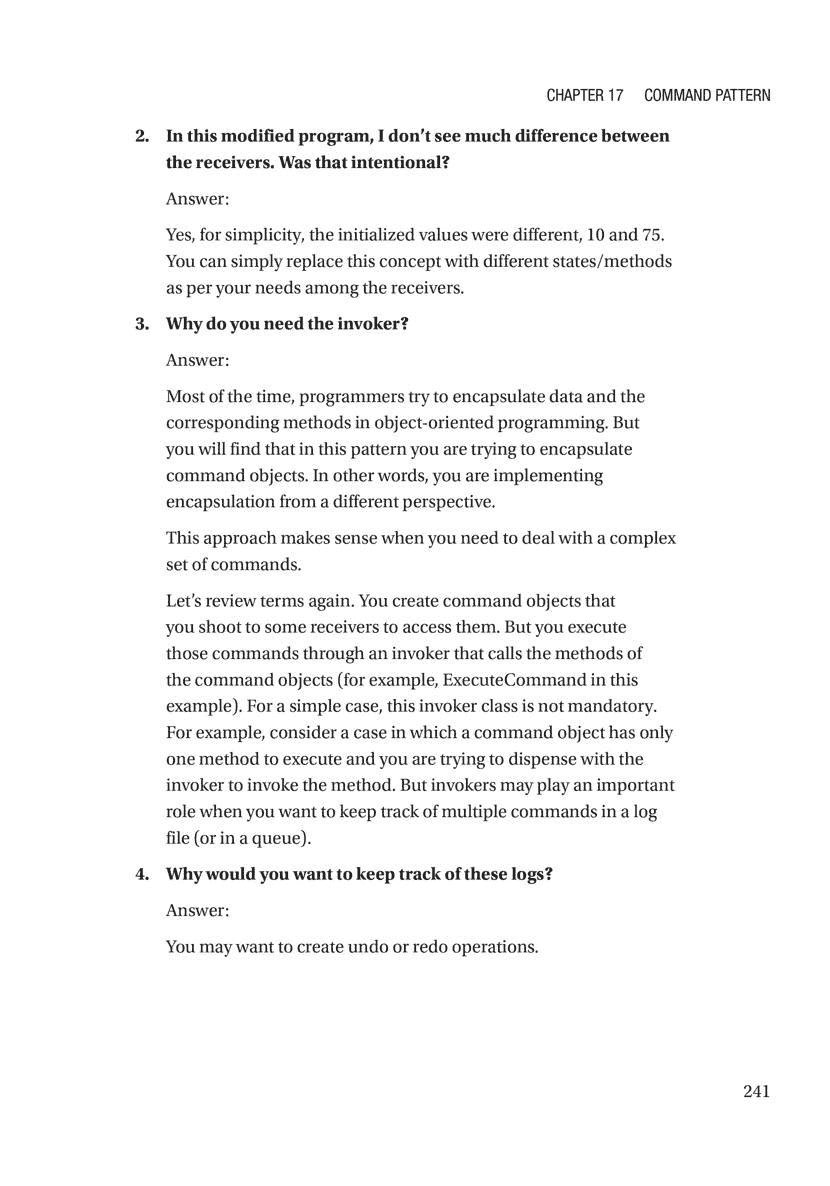 CHAPTER 17 COMMAND PATTERN
2. In this modified program, I don't see much difference between
the receivers. Was that intentional?
Answer:
Yes, for simplicity, the initialized values were different, 10 and 75.
You can simply replace this concept with different states/methods
as per your needs among the receivers.
3. Why do you need the invoker?
Answer:
Most of the time, programmers try to encapsulate data and the
corresponding methods in object-oriented programming. But
you will find that in this pattern you are trying to encapsulate
command objects. In other words, you are implementing
encapsulation from a different perspective.
This approach makes sense when you need to deal with a complex
set of commands.
Let's review terms again. You create command objects that
you shoot to some receivers to access them. But you execute
those commands through an invoker that calls the methods of
the command objects (for example, ExecuteCommand in this
example). For a simple case, this invoker class is not mandatory.
For example, consider a case in which a command object has only
one method to execute and you are trying to dispense with the
invoker to invoke the method. But invokers may play an important
role when you want to keep track of multiple commands in a log
file (or in a queue).
4. Why would you want to keep track of these logs?
Answer:
You may want to create undo or redo operations.
241